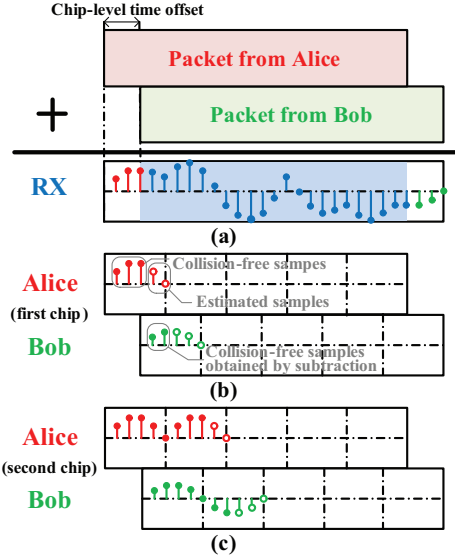 Chip-level time offset
Packet from Alice
+
Packet from Bob
RX
(a)
Collision-free sampes
Alice
Estimated samples
(first chip)
Bob
Collision-free samples
obtained by subtraction
(b)
Alice
(second chip)
Bob
(c)